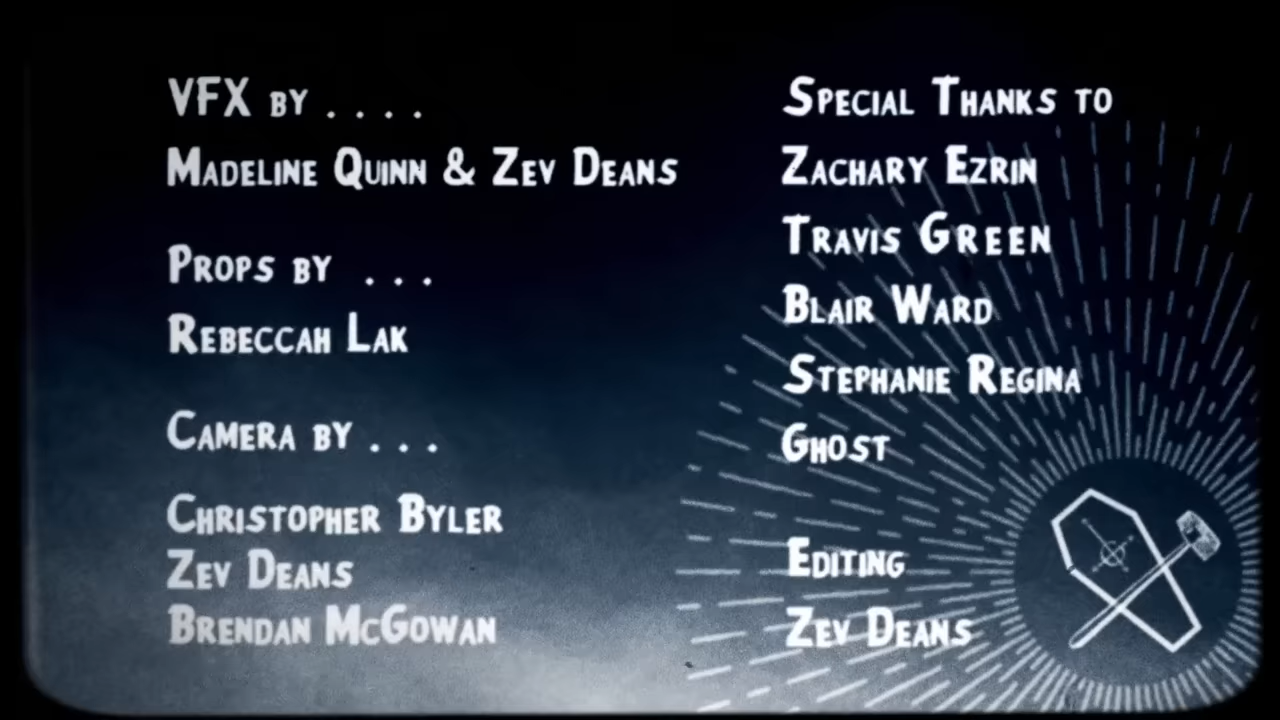 VFX by . . . .
Madeline Quinn & Zev Deans
Props by . . .
Rebeccah Lak
Camera by . . .
Christopher Byler
Zev Deans
Brendan McGowan
Special Thanks to
Zachary Ezrin
Travis Green
Blair Ward
Stephanie Regina
Ghost
Editing
Zev Deans